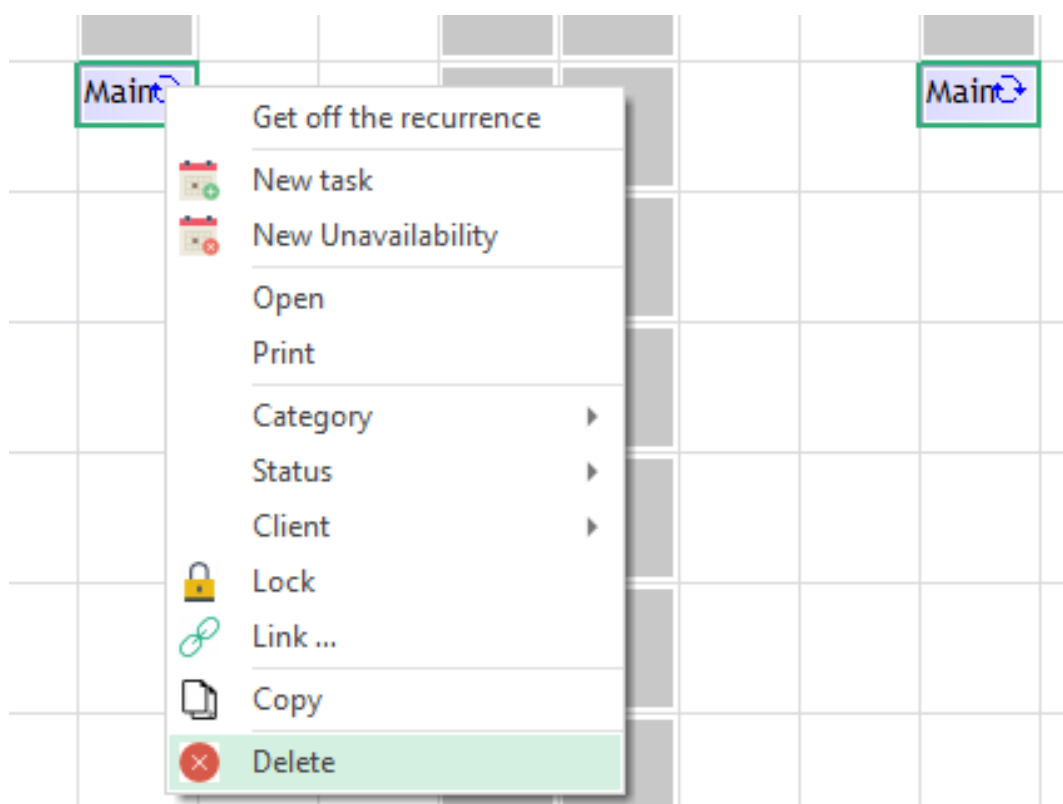 Main
Main
Get off the recurrence
New task
New Unavailability
Open
Print
Category
Status
Client
Lock
Link ...
Copy
Delete